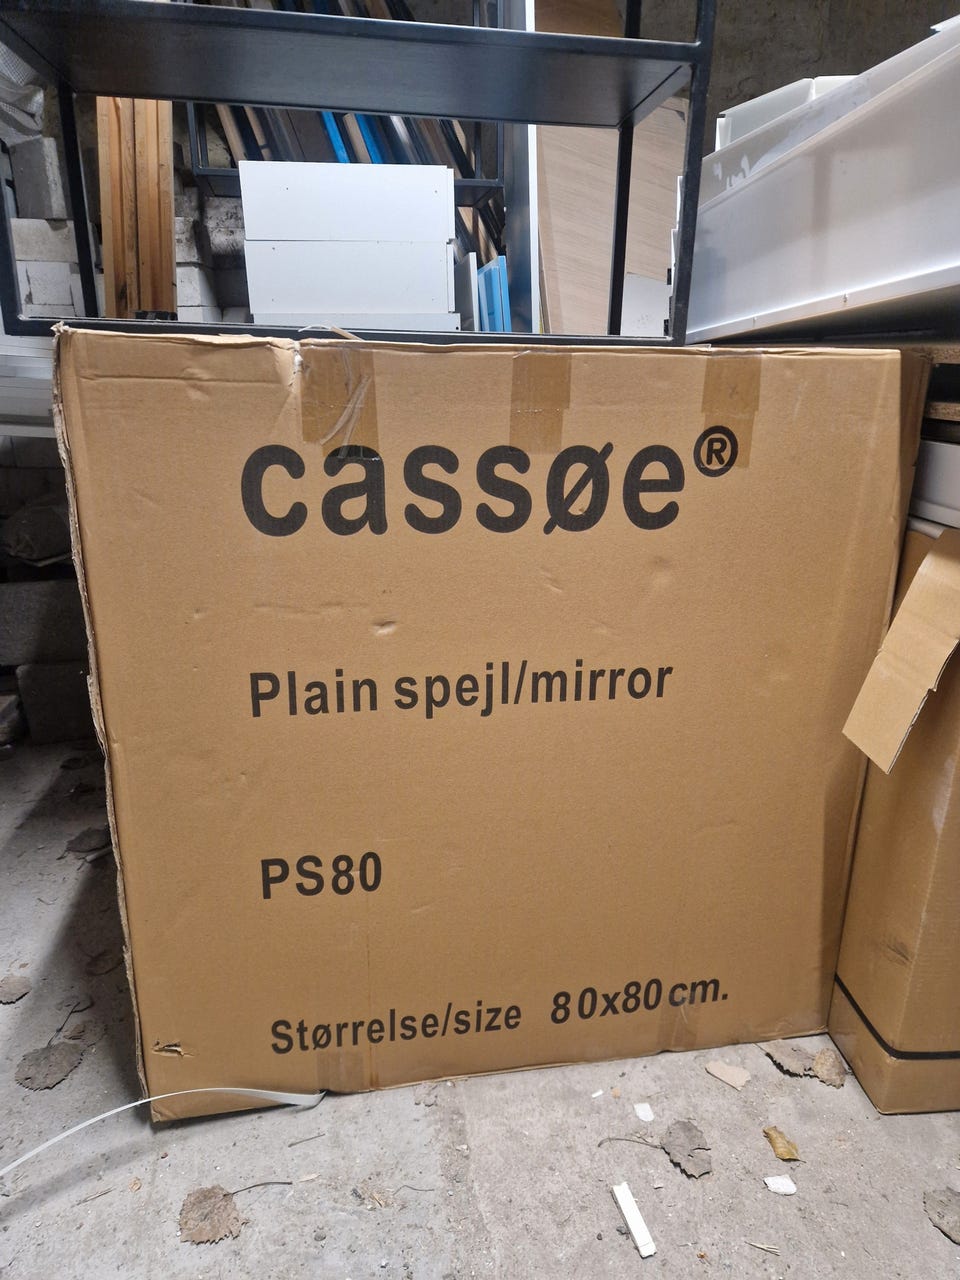 cassøe®
Plain spejl/mirror
PS80
Størrelse/size 80x80 cm.